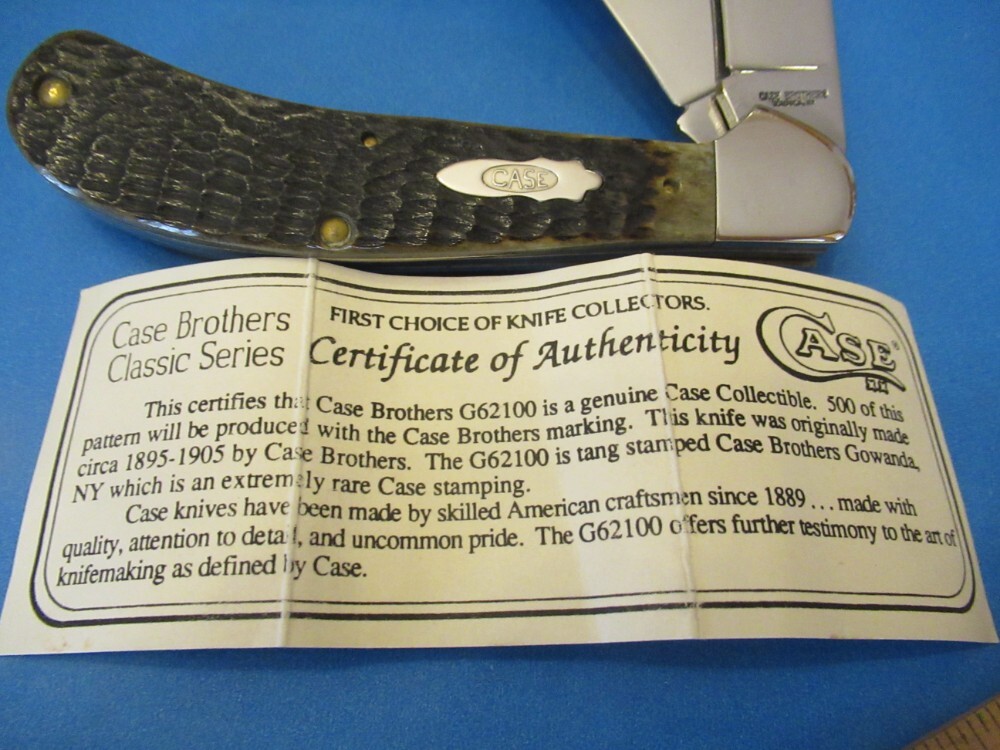 CASE
CASE BROTHERS
Case Brothers
Classic Series
FIRST CHOICE OF KNIFE COLLECTORS.
Certificate of Authenticity
CASE®
XX
This certifies that Case Brothers G62100 is a genuine Case Collectible. 500 of this
pattern will be produced with the Case Brothers marking. This knife was originally made
circa 1895-1905 by Case Brothers. The G62100 is tang stamped Case Brothers Gowanda,
NY which is an extremely rare Case stamping.
Case knives have been made by skilled American craftsmen since 1889 ... made with
quality, attention to detail, and uncommon pride. The G62100 offers further testimony to the art of
knifemaking as defined by Case.